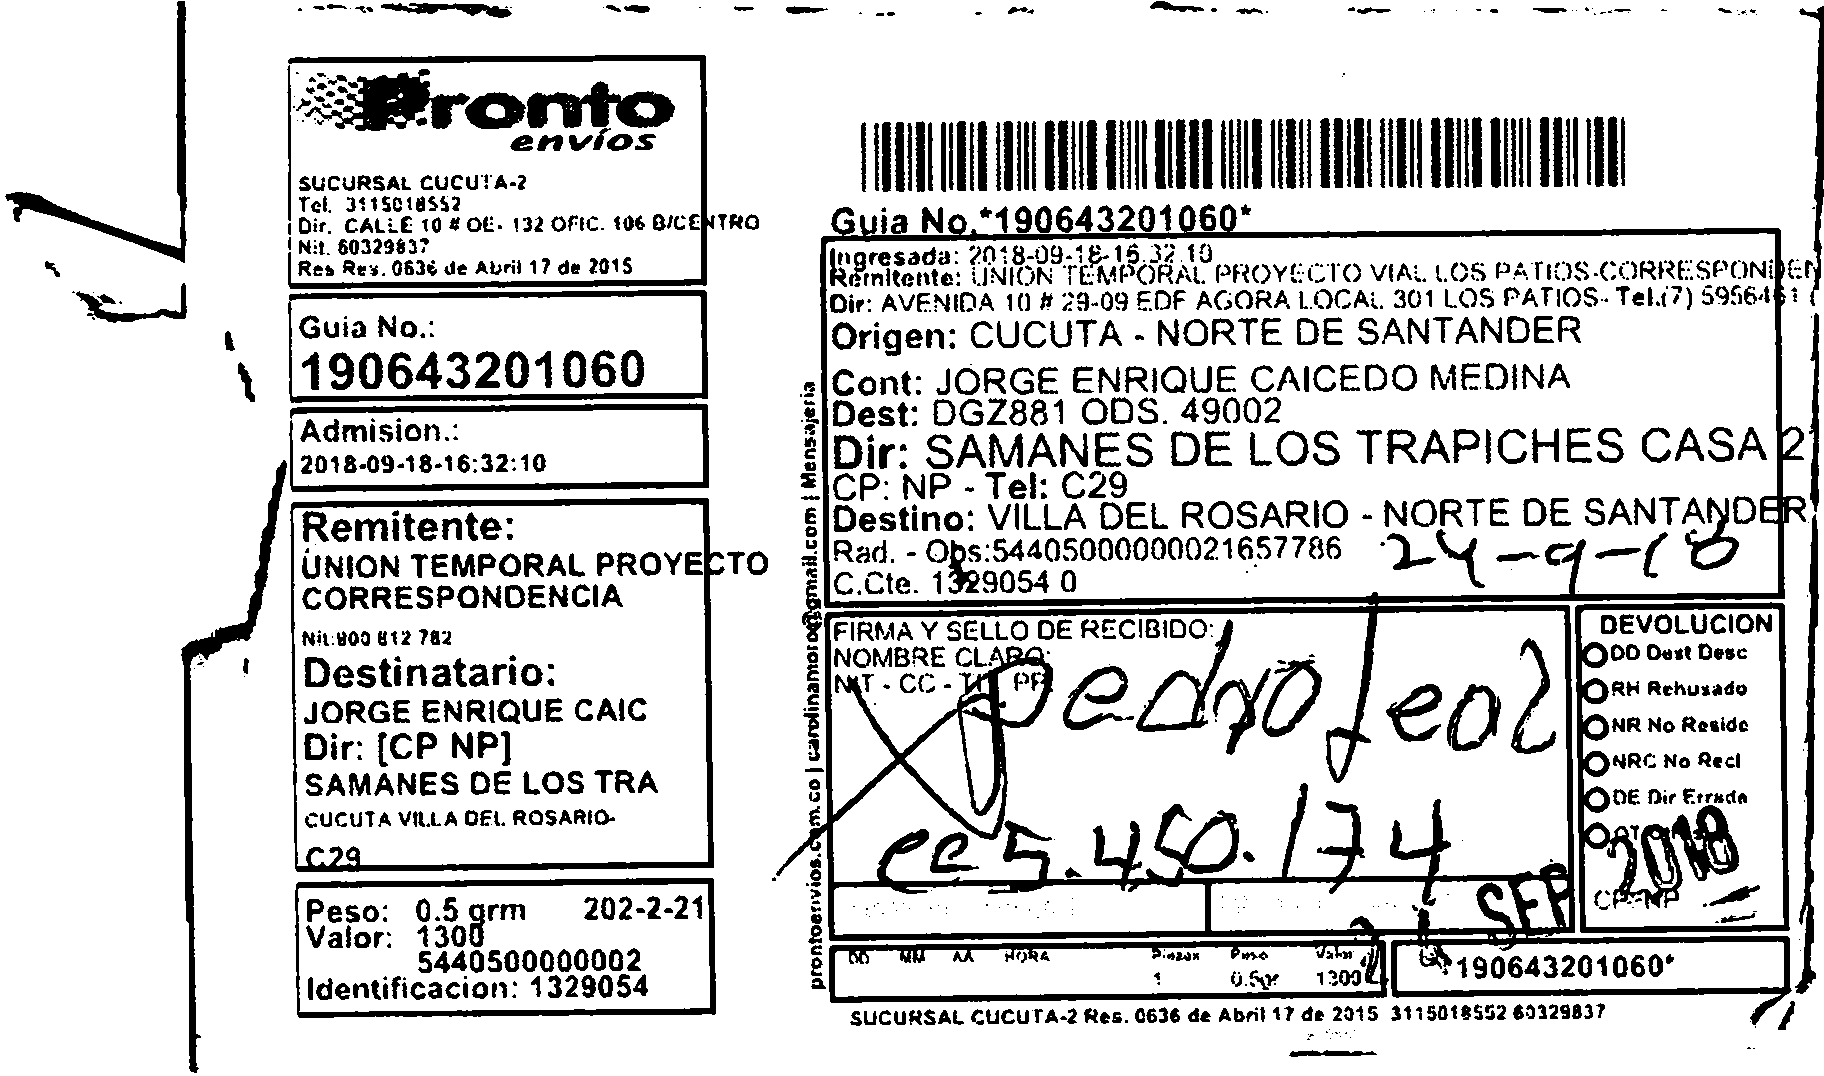 Pronto
envíos
SUCURSAL CUCUTA-2
Tel. 3115018552
Dir. CALLE 10 # OE- 132 OFIC. 106 B/CENTRO
Nit. 60329837
Res Res. 0636 de Abril 17 de 2015
Guia No.:
190643201060
Admision.:
2018-09-18-16:32:10
Remitente:
UNION TEMPORAL PROYECTO
CORRESPONDENCIA
Nit:900 812 782
Destinatario:
JORGE ENRIQUE CAIC
Dir: [CP NP]
SAMANES DE LOS TRA
CUCUTA VILLA DEL ROSARIO-
C29
Peso: 0.5 grm 202-2-21
Valor: 1300
5440500000002
Identificacion: 1329054
prontoenvios.com.co | carolinamoro@gmail.com | Mensajeria
Guia No.*190643201060*
Ingresada: 2018-09-18-16.32.10
Remitente: UNION TEMPORAL PROYECTO VIAL LOS PATIOS-CORRESPONDEN
Dir: AVENIDA 10 # 29-09 EDF AGORA LOCAL 301 LOS PATIOS- Tel.(7) 5956461 (
Origen: CUCUTA - NORTE DE SANTANDER
Cont: JORGE ENRIQUE CAICEDO MEDINA
Dest: DGZ881 ODS. 49002
Dir: SAMANES DE LOS TRAPICHES CASA 2
CP: NP - Tel: C29
Destino: VILLA DEL ROSARIO - NORTE DE SANTANDER
Rad. - Obs:54405000000021657786
24-9-18
C.Cte. 1329054 0
FIRMA Y SELLO DE RECIBIDO:
NOMBRE CLARO:
NIT - CC - TI - PP
Pedro Leal
cc 5.450.174
DEVOLUCION
DD Dest Desc
RH Rehusado
NR No Reside
NRC No Recl
DE Dir Errada
2018
CP: NP
SEP
DD MM AA HORA Piezas Peso Valor
1 0.5gr 1300
*190643201060*
SUCURSAL CUCUTA-2 Res. 0636 de Abril 17 de 2015 3115018552 60329837